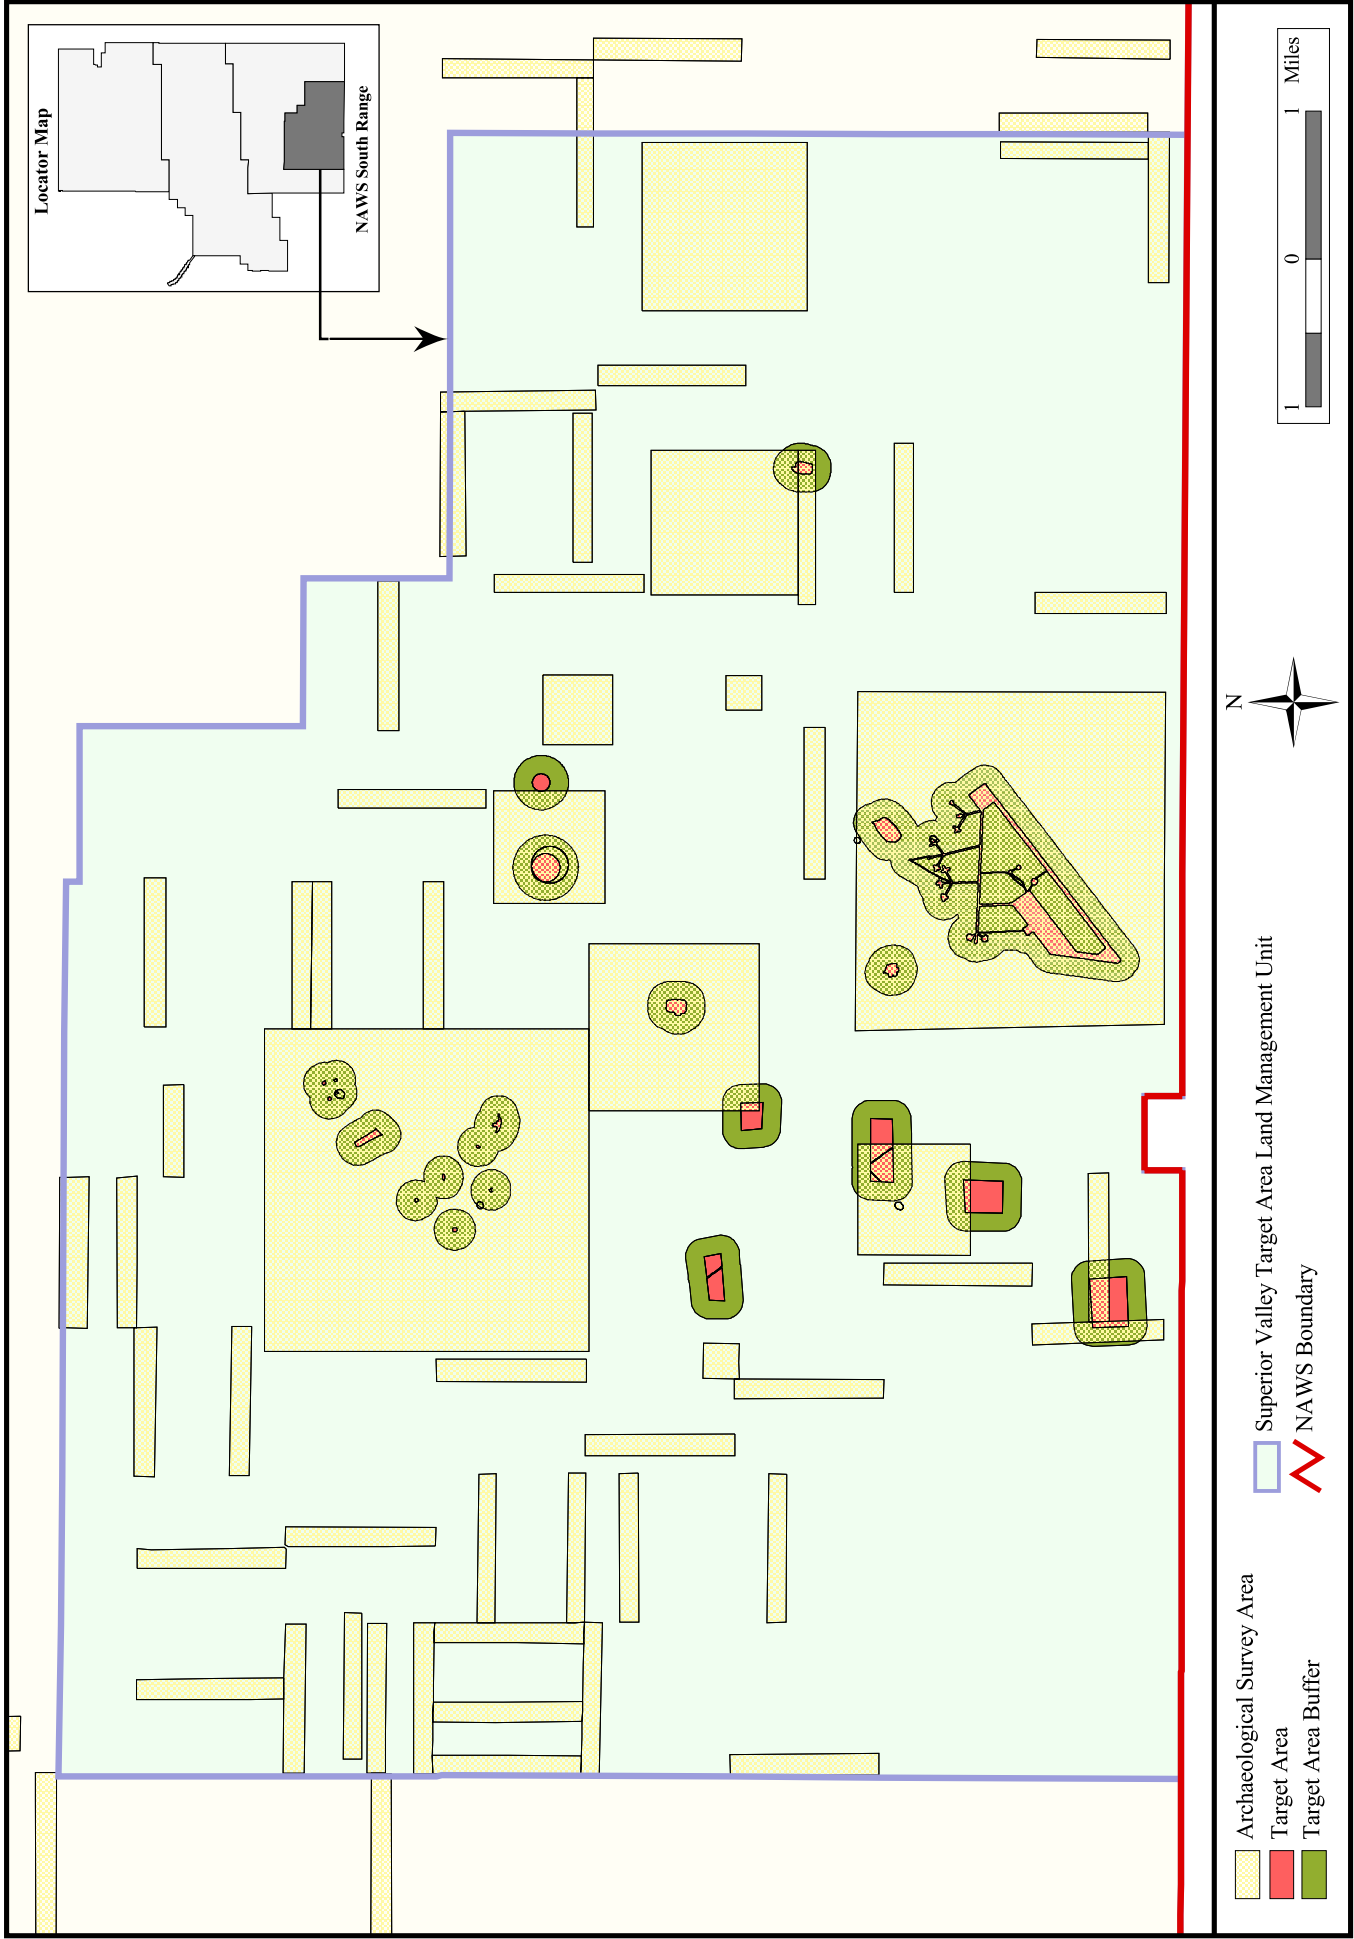 Locator Map
NAWS South Range
1 0 1 Miles
N
Archaeological Survey Area
Target Area
Target Area Buffer
Superior Valley Target Area Land Management Unit
NAWS Boundary